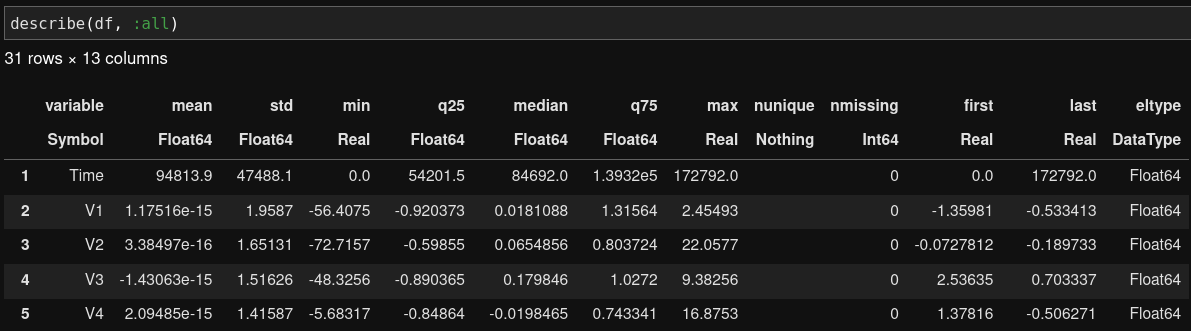 describe(df, :all)
31 rows × 13 columns
variable mean std min q25 median q75 max nunique nmissing first last eltype
Symbol Float64 Float64 Real Float64 Float64 Float64 Real Nothing Int64 Real Real DataType
1 Time 94813.9 47488.1 0.0 54201.5 84692.0 1.3932e5 172792.0 0 0.0 172792.0 Float64
2 V1 1.17516e-15 1.9587 -56.4075 -0.920373 0.0181088 1.31564 2.45493 0 -1.35981 -0.533413 Float64
3 V2 3.38497e-16 1.65131 -72.7157 -0.59855 0.0654856 0.803724 22.0577 0 -0.0727812 -0.189733 Float64
4 V3 -1.43063e-15 1.51626 -48.3256 -0.890365 0.179846 1.0272 9.38256 0 2.53635 0.703337 Float64
5 V4 2.09485e-15 1.41587 -5.68317 -0.84864 -0.0198465 0.743341 16.8753 0 1.37816 -0.506271 Float64